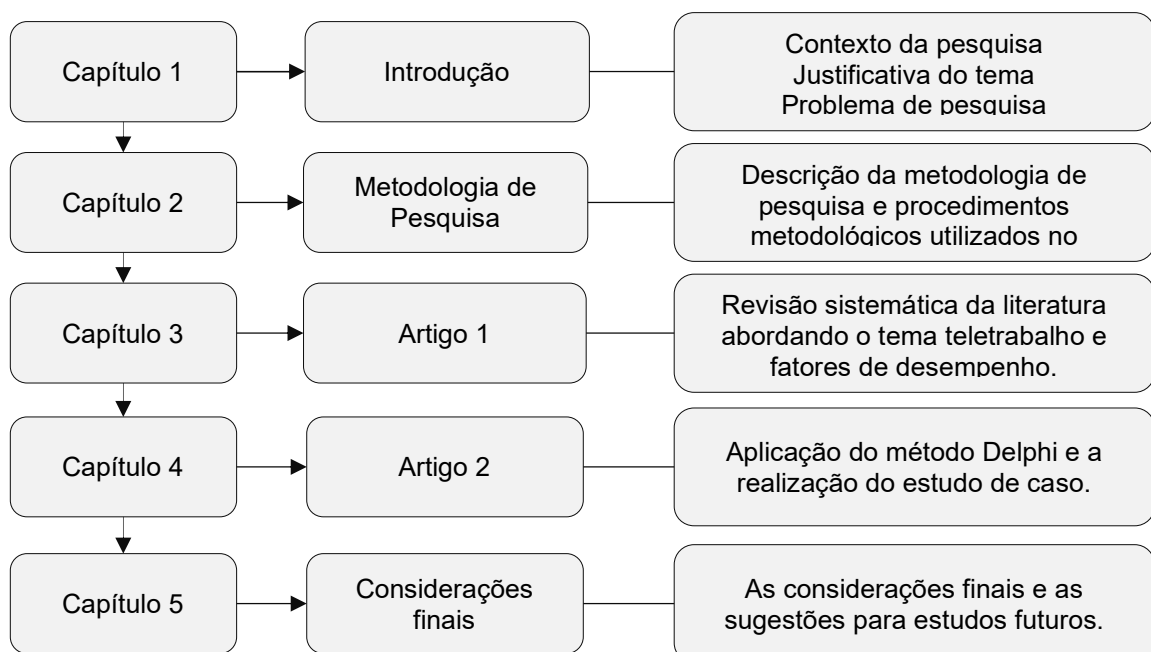 Capítulo 1
Introdução
Contexto da pesquisa
Justificativa do tema
Problema de pesquisa
Capítulo 2
Metodologia de
Pesquisa
Descrição da metodologia de
pesquisa e procedimentos
metodológicos utilizados no
Capítulo 3
Artigo 1
Revisão sistemática da literatura
abordando o tema teletrabalho e
fatores de desempenho.
Capítulo 4
Artigo 2
Aplicação do método Delphi e a
realização do estudo de caso.
Capítulo 5
Considerações
finais
As considerações finais e as
sugestões para estudos futuros.